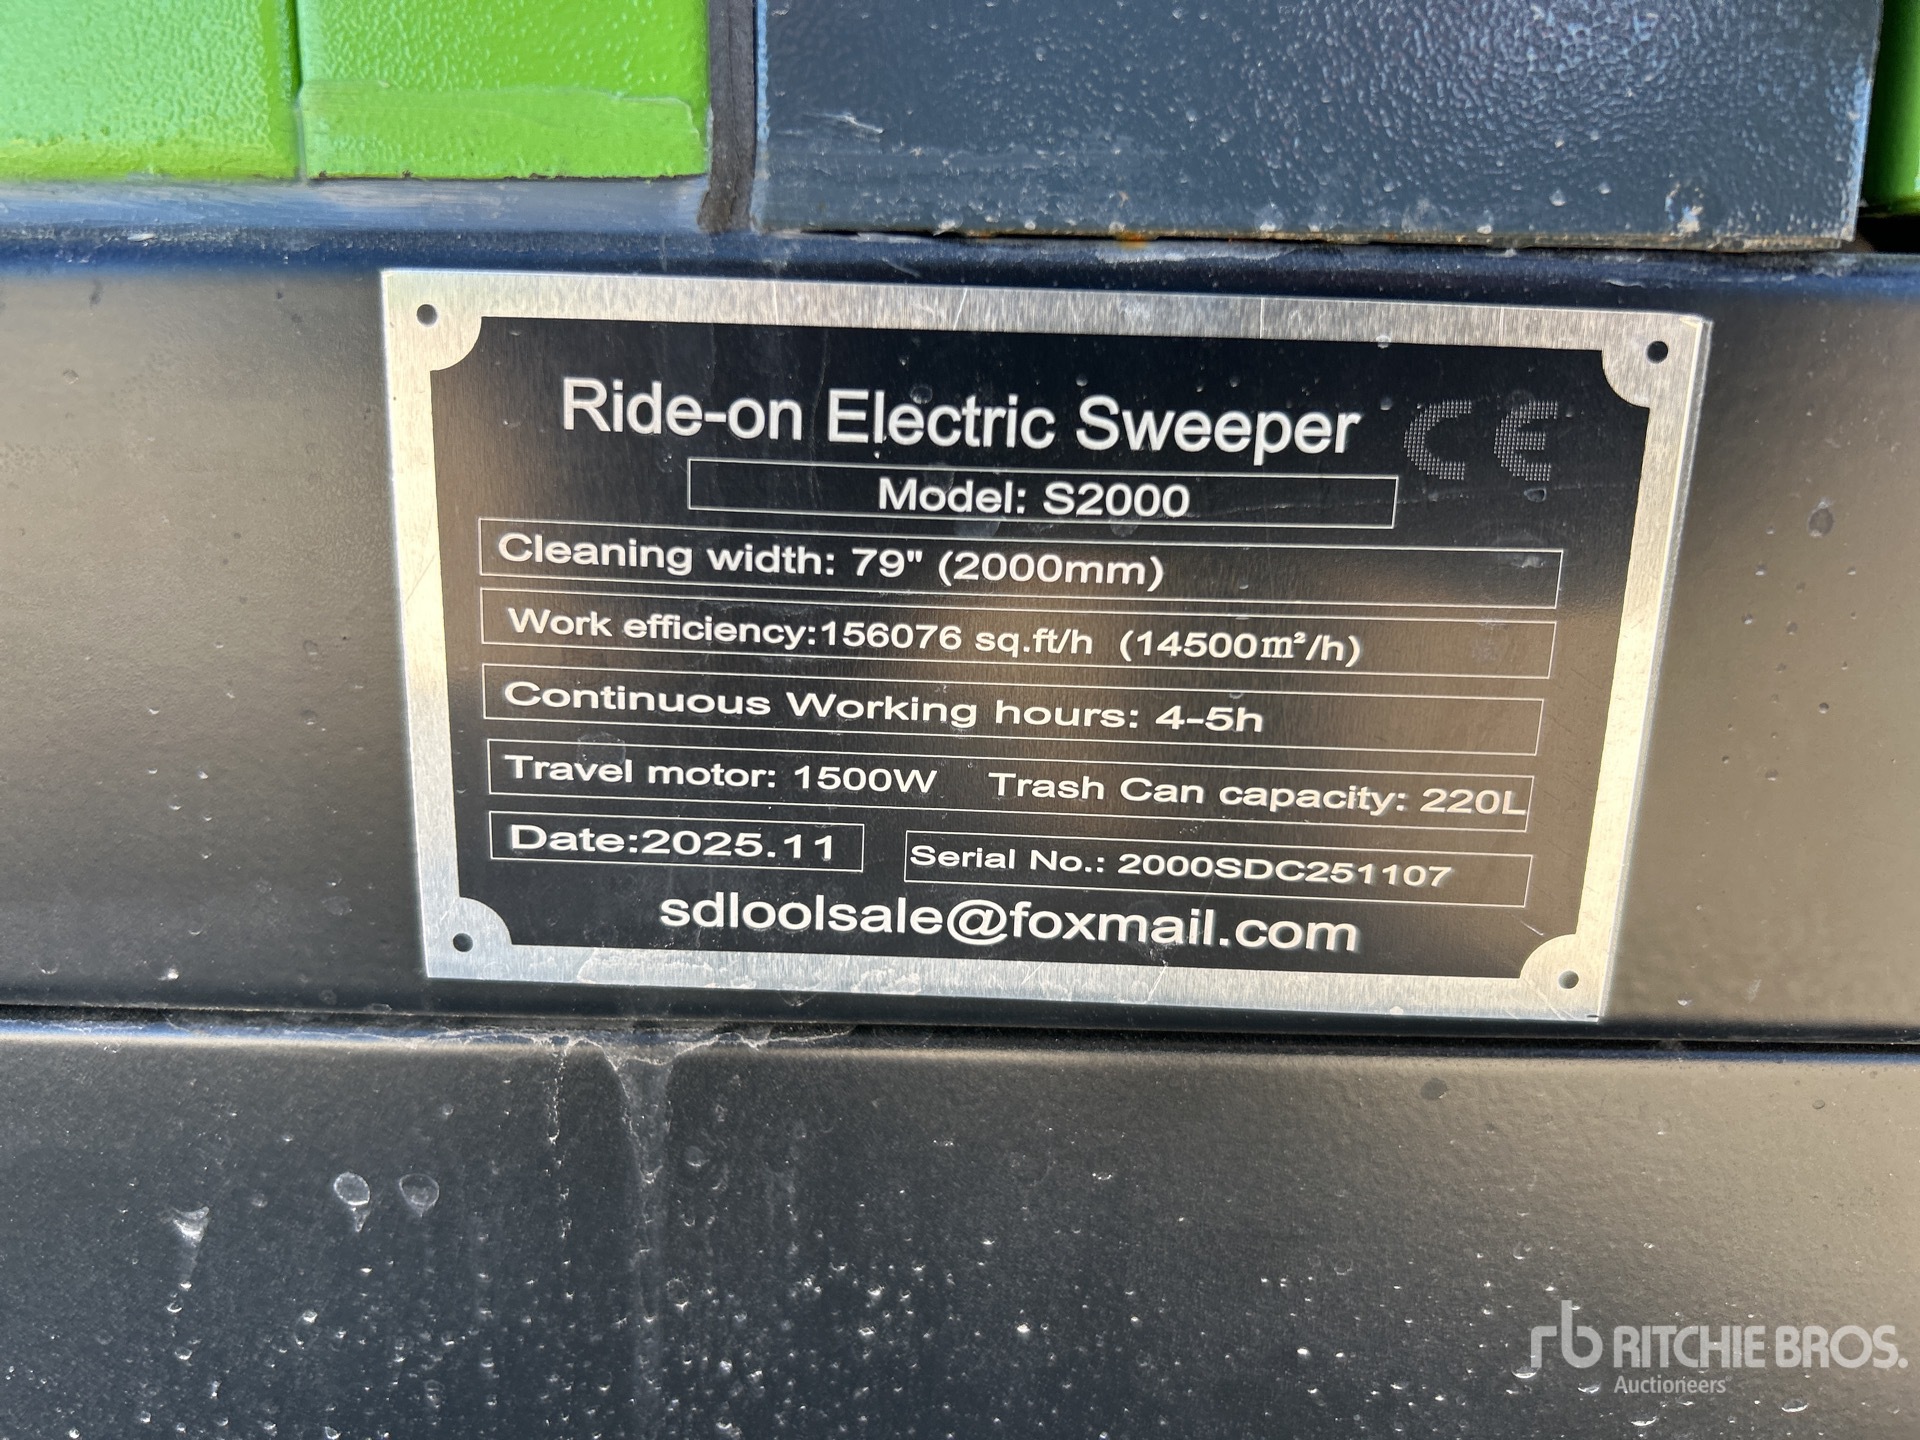 Ride-on Electric Sweeper CE
Model: S2000
Cleaning width: 79" (2000mm)
Work efficiency:156076 sq.ft/h (14500m²/h)
Continuous Working hours: 4-5h
Travel motor: 1500W Trash Can capacity: 220L
Date:2025.11 Serial No.: 2000SDC251107
sdloolsale@foxmail.com
rb RITCHIE BROS.
Auctioneers